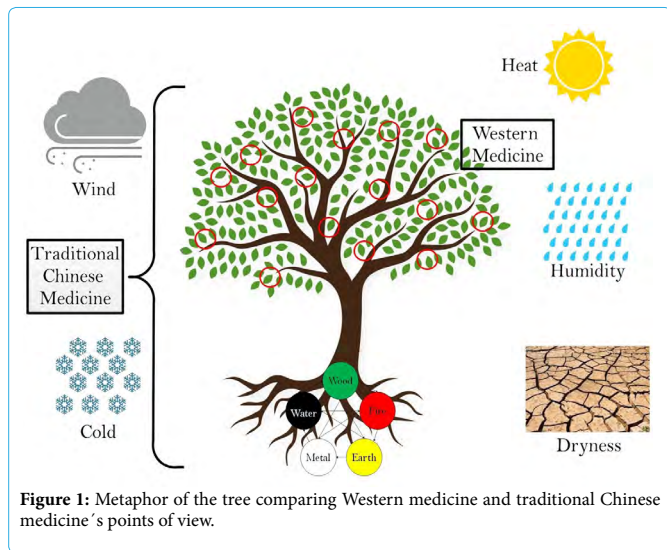 Heat
Western
Medicine
Wind
Traditional
Chinese
Medicine
Humidity
Wood
Water
Fire
Metal
Earth
Cold
Dryness
Figure 1: Metaphor of the tree comparing Western medicine and traditional Chinese
medicine´s points of view.